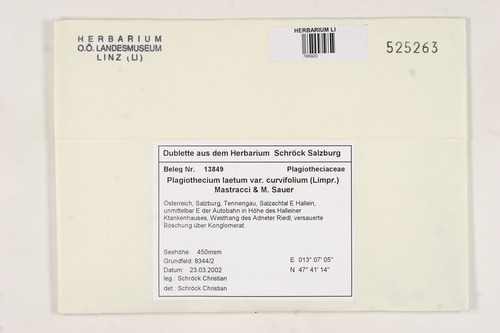 HERBARIUM
O.Ö. LANDESMUSEUM
LINZ (LI)
HERBARIUM LI
525263
Dublette aus dem Herbarium Schröck Salzburg
Beleg Nr. 13849 Plagiotheciaceae
Plagiothecium laetum var. curvifolium (Limpr.)
Mastracci & M. Sauer
Österreich, Salzburg, Tennengau, Salzachtal E Hallein,
unmittelbar E der Autobahn in Höhe des Halleiner
Ktankenhauses, Westhang des Adneter Riedl, versauerte
Böschung über Konglomerat.
Seehöhe: 450msm
Grundfeld: 8344/2 E 013° 07' 05"
Datum: 23.03.2002 N 47° 41' 14"
leg.: Schröck Christian
det.: Schröck Christian